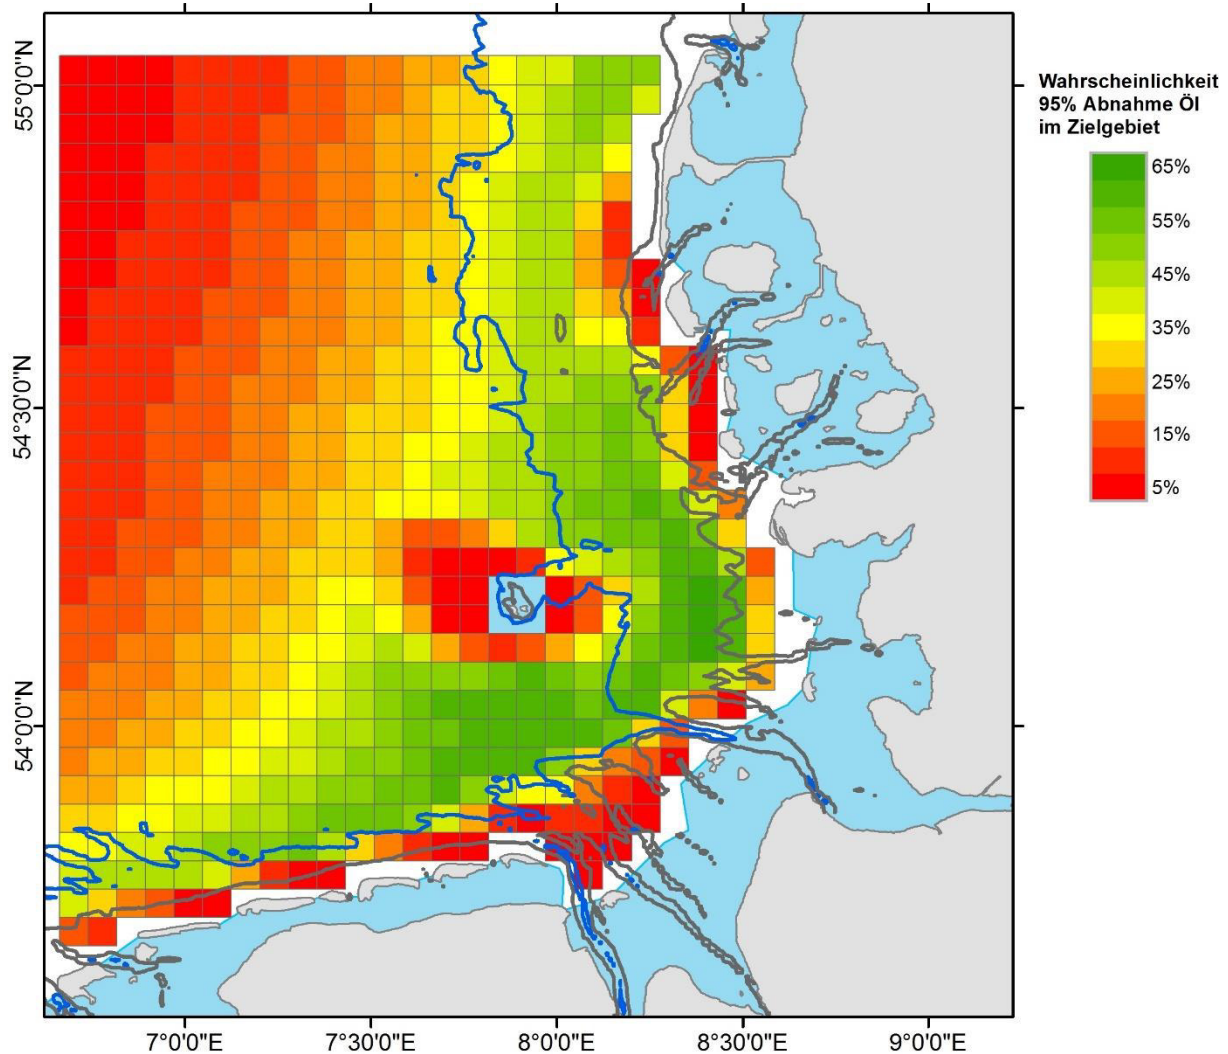 55°0'0"N
54°30'0"N
54°0'0"N
7°0'0"E
7°30'0"E
8°0'0"E
8°30'0"E
9°0'0"E
Wahrscheinlichkeit
95% Abnahme Öl
im Zielgebiet
65%
55%
45%
35%
25%
15%
5%